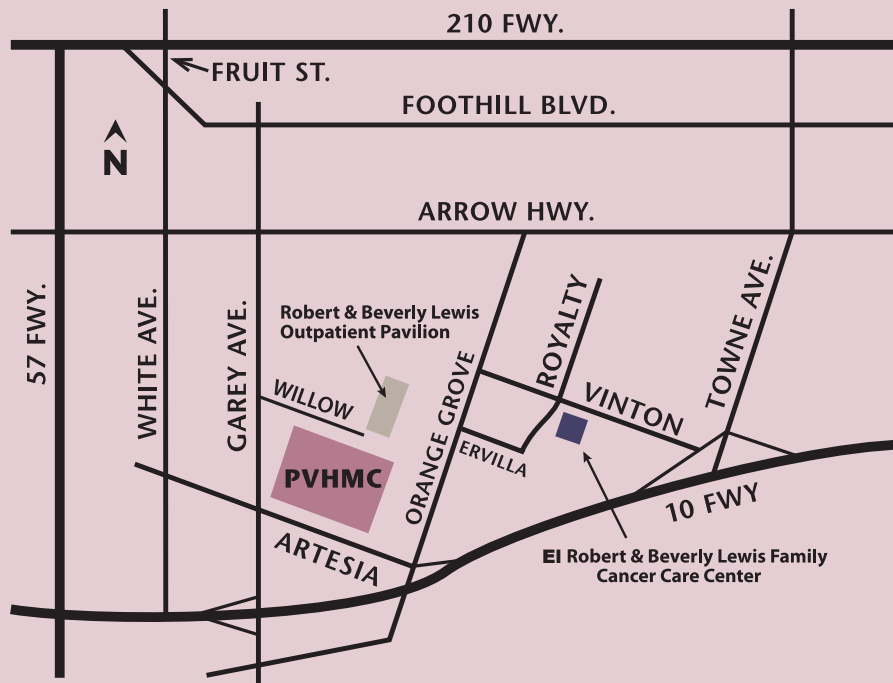 210 FWY.
FRUIT ST.
FOOTHILL BLVD.
N
ARROW HWY.
57 FWY.
WHITE AVE.
GAREY AVE.
Robert & Beverly Lewis
Outpatient Pavilion
WILLOW
PVHMC
ORANGE GROVE
ROYALTY
VINTON
TOWNE AVE.
ERVILLA
10 FWY
ARTESIA
El Robert & Beverly Lewis Family
Cancer Care Center